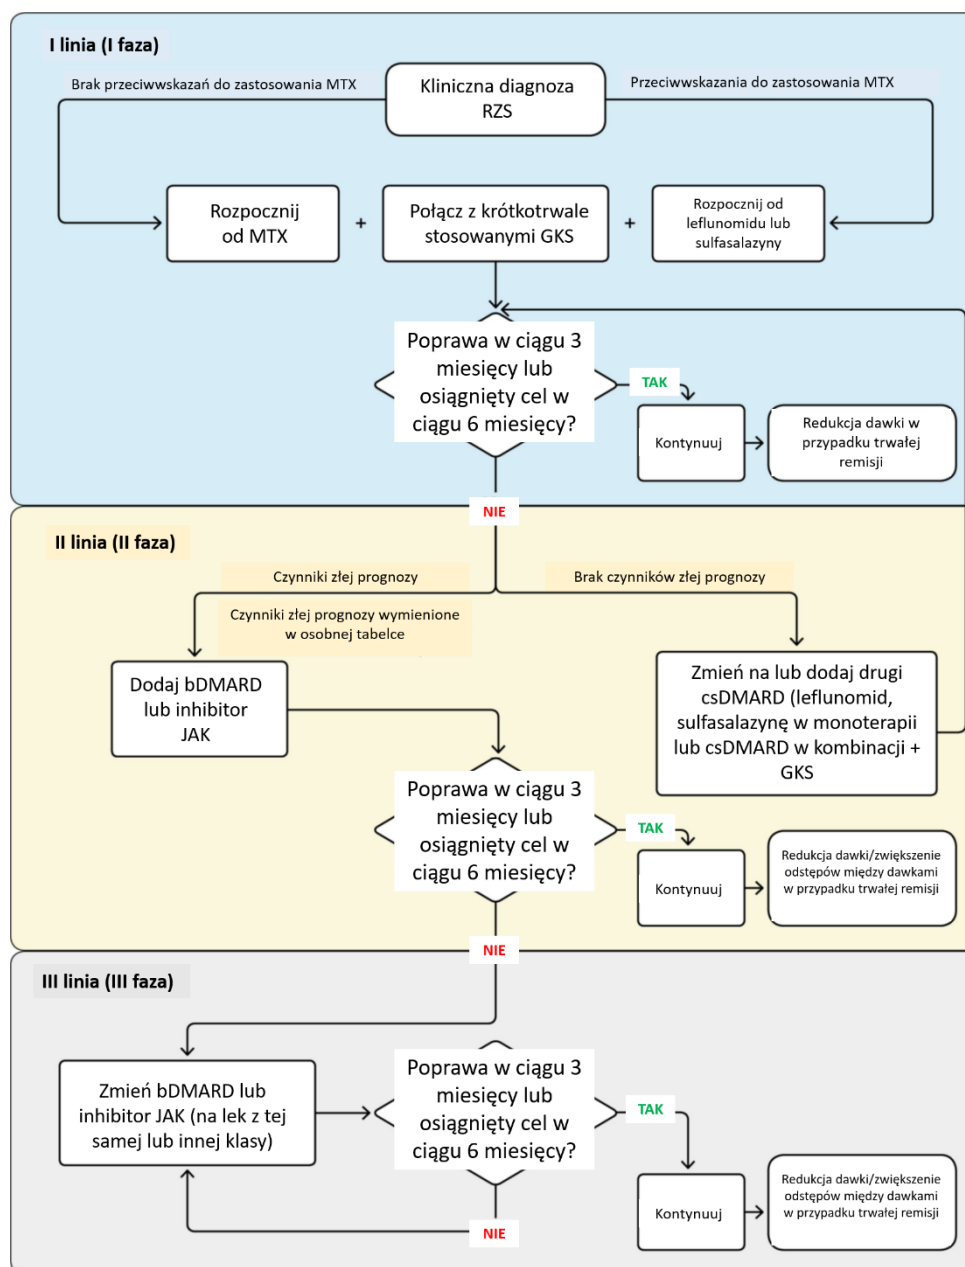 I linia (I faza)
Brak przeciwwskazań do zastosowania MTX
Kliniczna diagnoza
RZS
Przeciwwskazania do zastosowania MTX
Rozpocznij
od MTX
+
Połącz z krótkotrwale
stosowanymi GKS
+
Rozpocznij od
leflunomidu lub
sulfasalazyny
Poprawa w ciągu 3
miesięcy lub
osiągnięty cel w
ciągu 6 miesięcy?
TAK
Kontynuuj
Redukcja dawki w
przypadku trwałej
remisji
NIE
II linia (II faza)
Czynniki złej prognozy
Brak czynników złej prognozy
Czynniki złej prognozy wymienione
w osobnej tabelce
Dodaj bDMARD
lub inhibitor
JAK
Zmień na lub dodaj drugi
csDMARD (leflunomid,
sulfasalazynę w monoterapii
lub csDMARD w kombinacji +
GKS
Poprawa w ciągu 3
miesięcy lub
osiągnięty cel w
ciągu 6 miesięcy?
TAK
Kontynuuj
Redukcja dawki/zwiększenie
odstępów między dawkami
w przypadku trwałej remisji
NIE
III linia (III faza)
Zmień bDMARD lub
inhibitor JAK (na lek z tej
samej lub innej klasy)
Poprawa w ciągu 3
miesięcy lub
osiągnięty cel w
ciągu 6 miesięcy?
TAK
Kontynuuj
Redukcja dawki/zwiększenie
odstępów między dawkami
w przypadku trwałej remisji
NIE